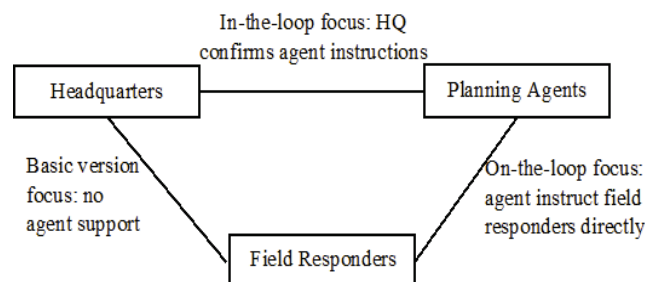 In-the-loop focus: HQ
confirms agent instructions
Headquarters
Planning Agents
Basic version
focus: no
agent support
On-the-loop focus:
agent instruct field
responders directly
Field Responders